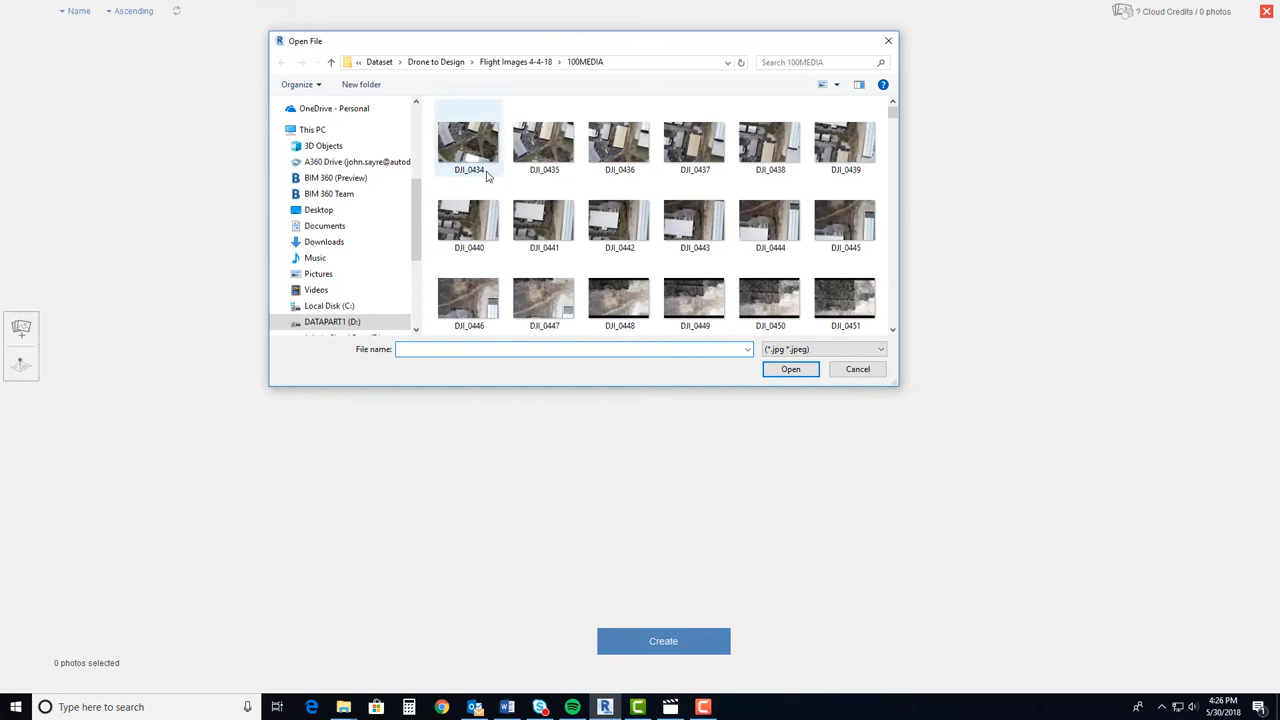 Name Ascending ? Cloud Credits / 0 photos
Open File
« Dataset Drone to Design Flight Images 4-4-18 100MEDIA Search 100MEDIA
Organize New folder
OneDrive - Personal
This PC
3D Objects
A360 Drive (john.sayre@autod
BIM 360 (Preview)
BIM 360 Team
Desktop
Documents
Downloads
Music
Pictures
Videos
Local Disk (C:)
DATAPART1 (D:)
DJI_0434 DJI_0435 DJI_0436 DJI_0437 DJI_0438 DJI_0439
DJI_0440 DJI_0441 DJI_0442 DJI_0443 DJI_0444 DJI_0445
DJI_0446 DJI_0447 DJI_0448 DJI_0449 DJI_0450 DJI_0451
File name: (*.jpg *.jpeg)
Open Cancel
Create
0 photos selected
Type here to search
4:26 PM
5/30/2018